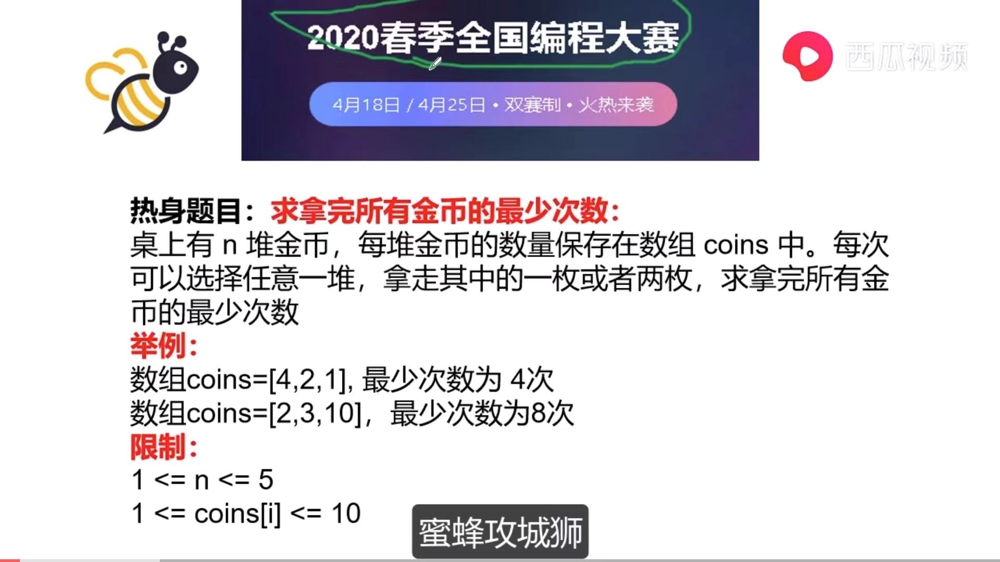 2020春季全国编程大赛
西瓜视频
4月18日 / 4月25日 • 双赛制 • 火热来袭
热身题目：求拿完所有金币的最少次数：
桌上有 n 堆金币，每堆金币的数量保存在数组 coins 中。每次
可以选择任意一堆，拿走其中的一枚或者两枚，求拿完所有金
币的最少次数
举例：
数组coins=[4,2,1], 最少次数为 4次
数组coins=[2,3,10]，最少次数为8次
限制：
1 <= n <= 5
1 <= coins[i] <= 10
蜜蜂攻城狮